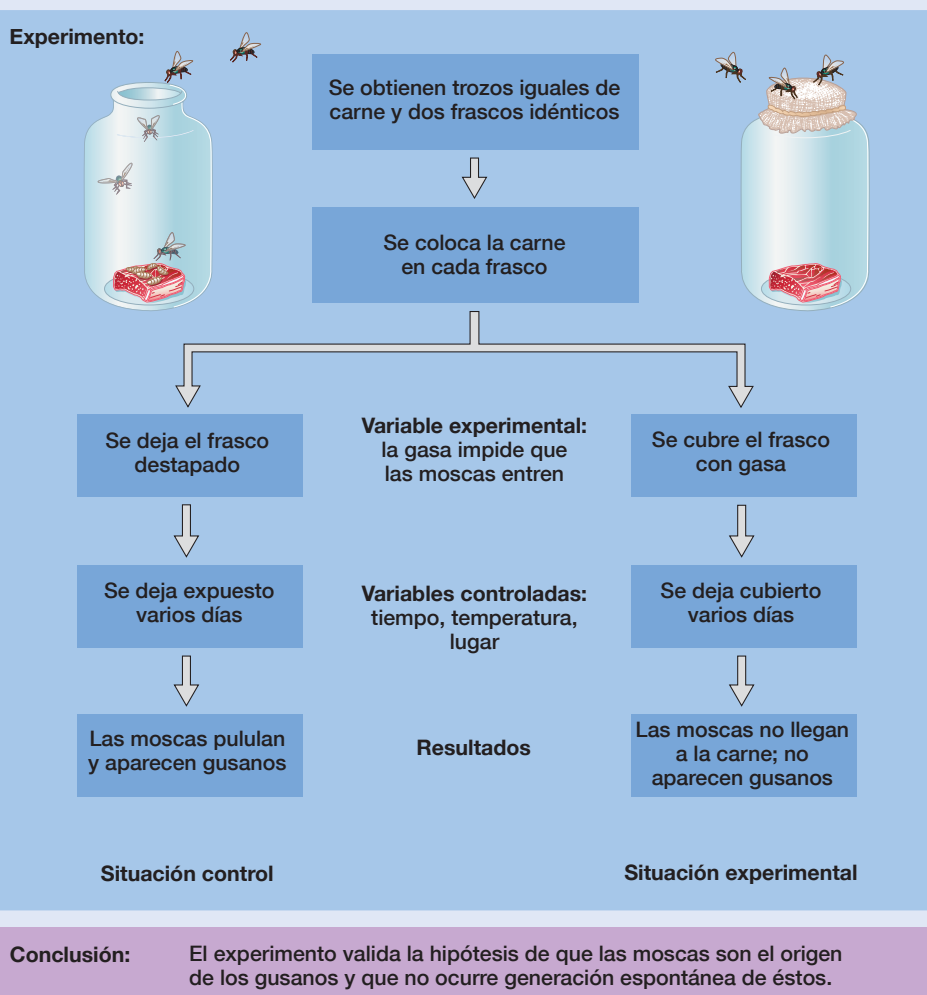 Experimento:
Se obtienen trozos iguales de
carne y dos frascos idénticos
Se coloca la carne
en cada frasco
Se deja el frasco
destapado
Variable experimental:
la gasa impide que
las moscas entren
Se cubre el frasco
con gasa
Se deja expuesto
varios días
Variables controladas:
tiempo, temperatura,
lugar
Se deja cubierto
varios días
Las moscas pululan
y aparecen gusanos
Resultados
Las moscas no llegan
a la carne; no
aparecen gusanos
Situación control
Situación experimental
Conclusión:
El experimento valida la hipótesis de que las moscas son el origen
de los gusanos y que no ocurre generación espontánea de éstos.